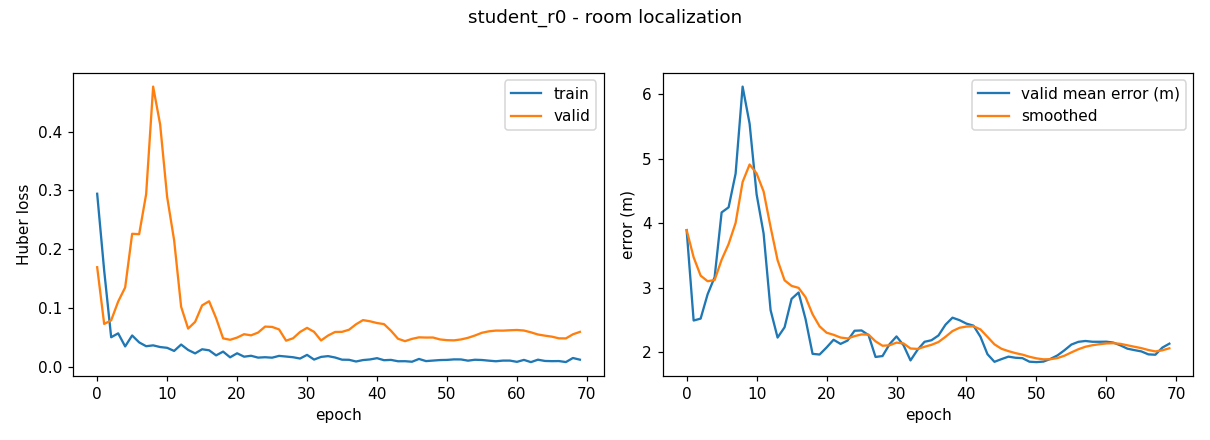 student_r0 - room localization
Huber loss
0.4
0.3
0.2
0.1
0.0
train
valid
0 10 20 30 40 50 60 70
epoch
error (m)
6
5
4
3
2
valid mean error (m)
smoothed
0 10 20 30 40 50 60 70
epoch